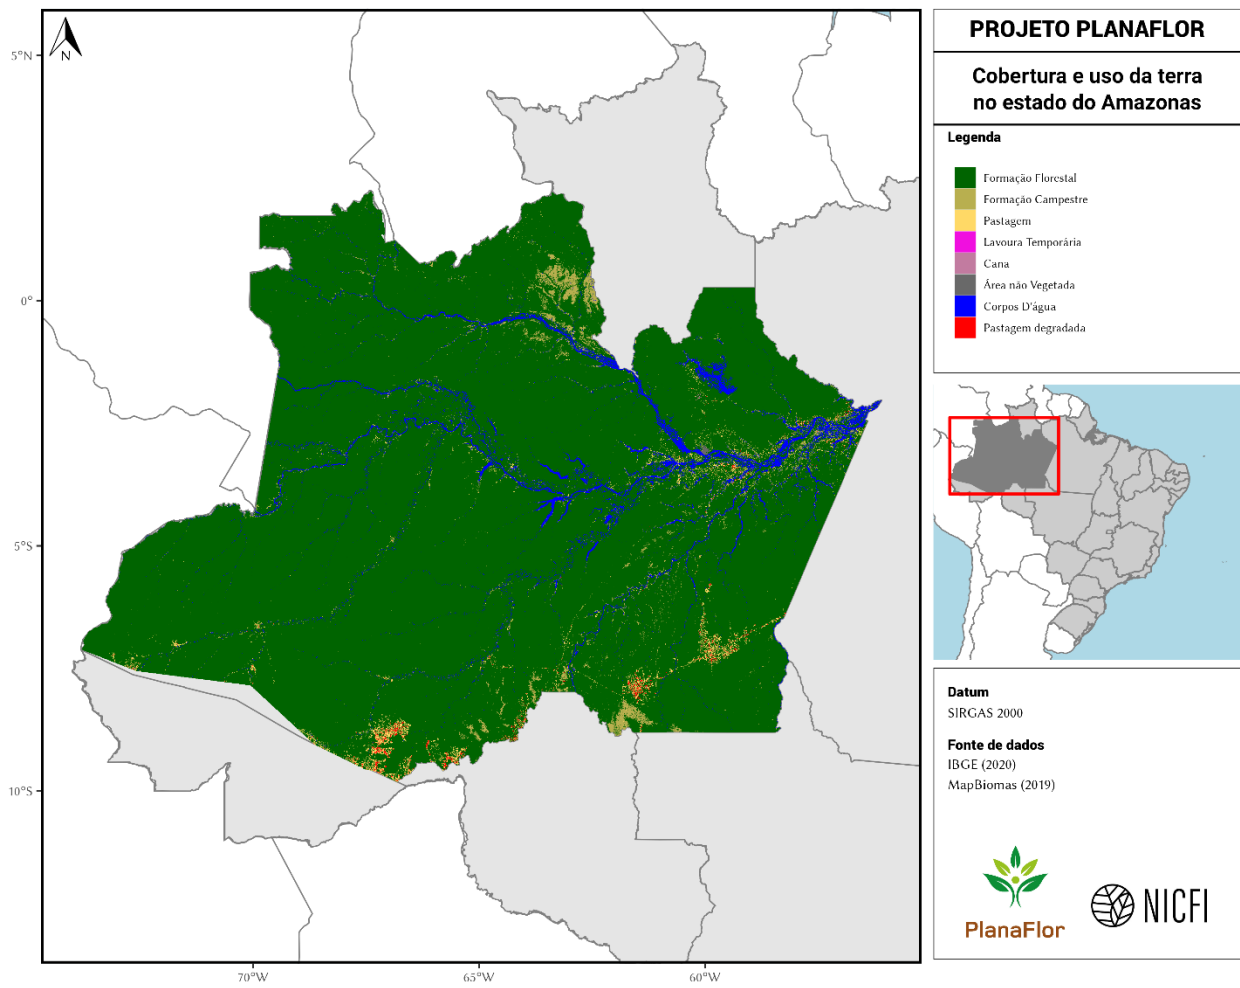 N
5°N
0°
5°S
10°S
70°W
65°W
60°W
PROJETO PLANAFLOR
Cobertura e uso da terra
no estado do Amazonas
Legenda
Formação Florestal
Formação Campestre
Pastagem
Lavoura Temporária
Cana
Área não Vegetada
Corpos D'água
Pastagem degradada
Datum
SIRGAS 2000
Fonte de dados
IBGE (2020)
MapBiomas (2019)
PlanaFlor
NICFI